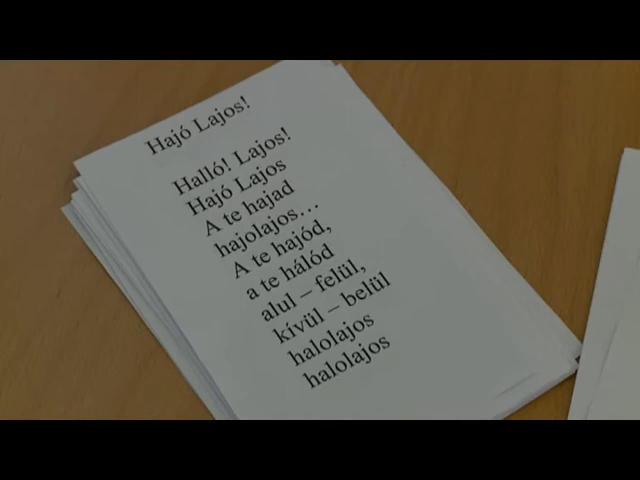 Hajó Lajos!
Halló! Lajos!
Hajó Lajos
A te hajad
hajolajos...
A te hajód,
a te hálód
alul – felül,
kívül – belül
halolajos
halolajos